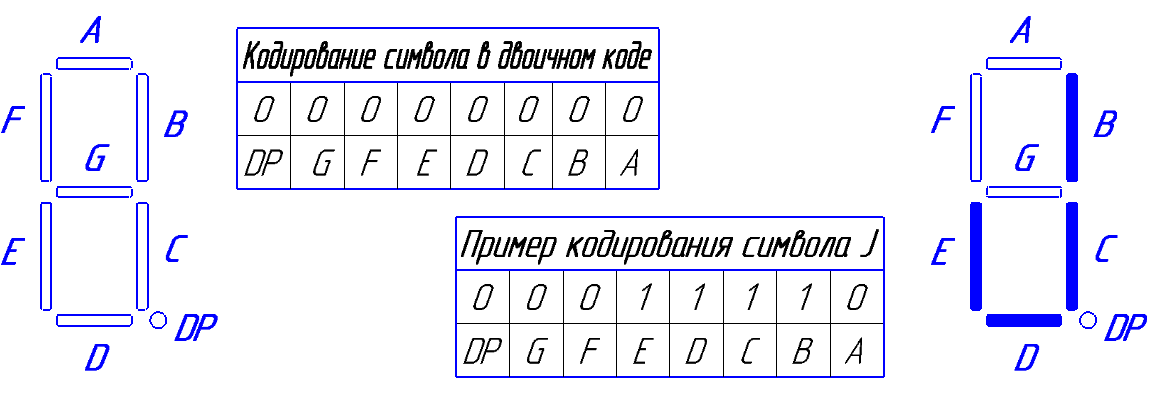 A
F
B
G
E
C
D
DP
Кодирование символа в двоичном коде
0 0 0 0 0 0 0 0
DP G F E D C B A
Пример кодирования символа J
0 0 0 1 1 1 1 0
DP G F E D C B A
A
F
B
G
E
C
D
DP